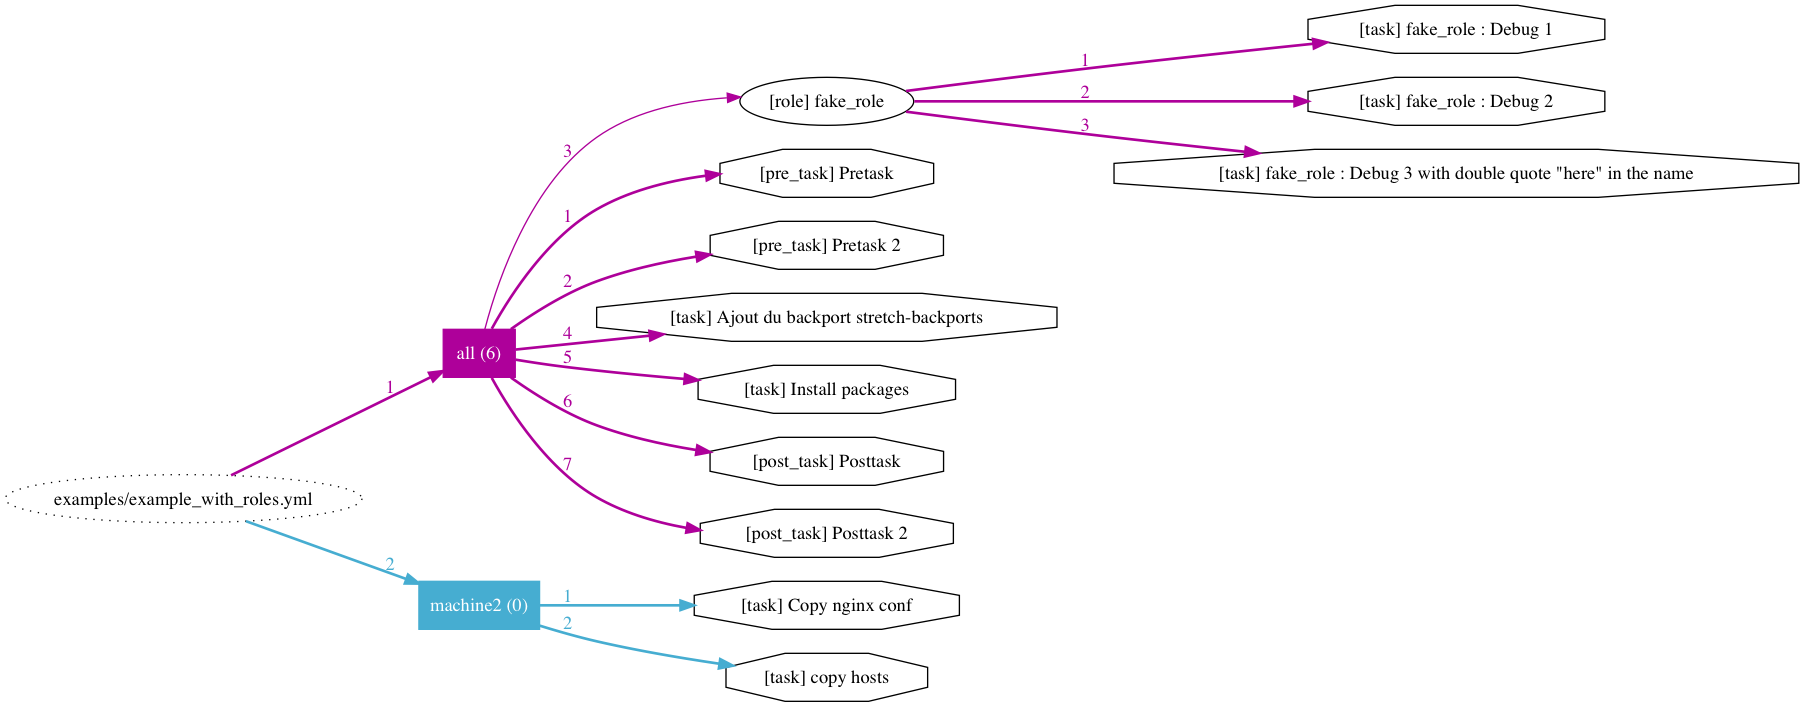 [task] fake_role : Debug 1
1
[role] fake_role
2
[task] fake_role : Debug 2
3
3
[pre_task] Pretask
[task] fake_role : Debug 3 with double quote "here" in the name
1
[pre_task] Pretask 2
2
[task] Ajout du backport stretch-backports
4
all (6)
5
1
[task] Install packages
6
[post_task] Posttask
7
examples/example_with_roles.yml
[post_task] Posttask 2
2
machine2 (0)
1
[task] Copy nginx conf
2
[task] copy hosts